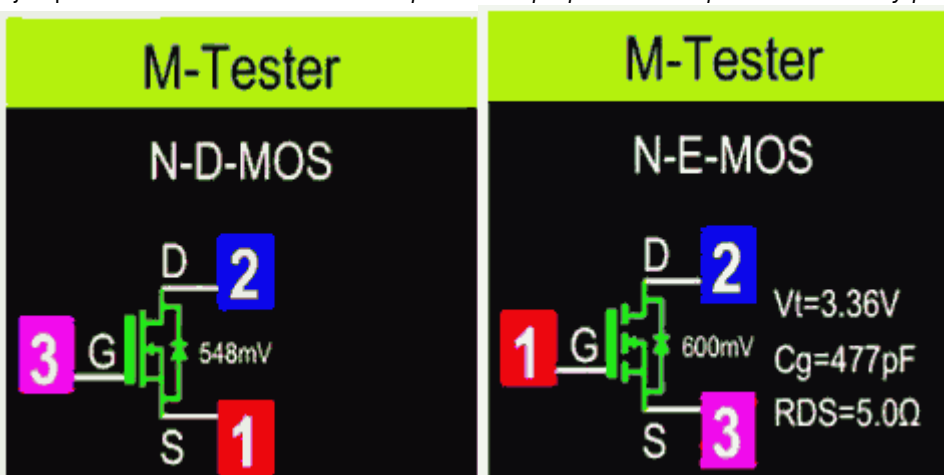 M-Tester
N-D-MOS
D
2
3
G
548mV
S
1
M-Tester
N-E-MOS
D
2
Vt=3.36V
1
G
600mV
Cg=477pF
RDS=5.0Ω
S
3